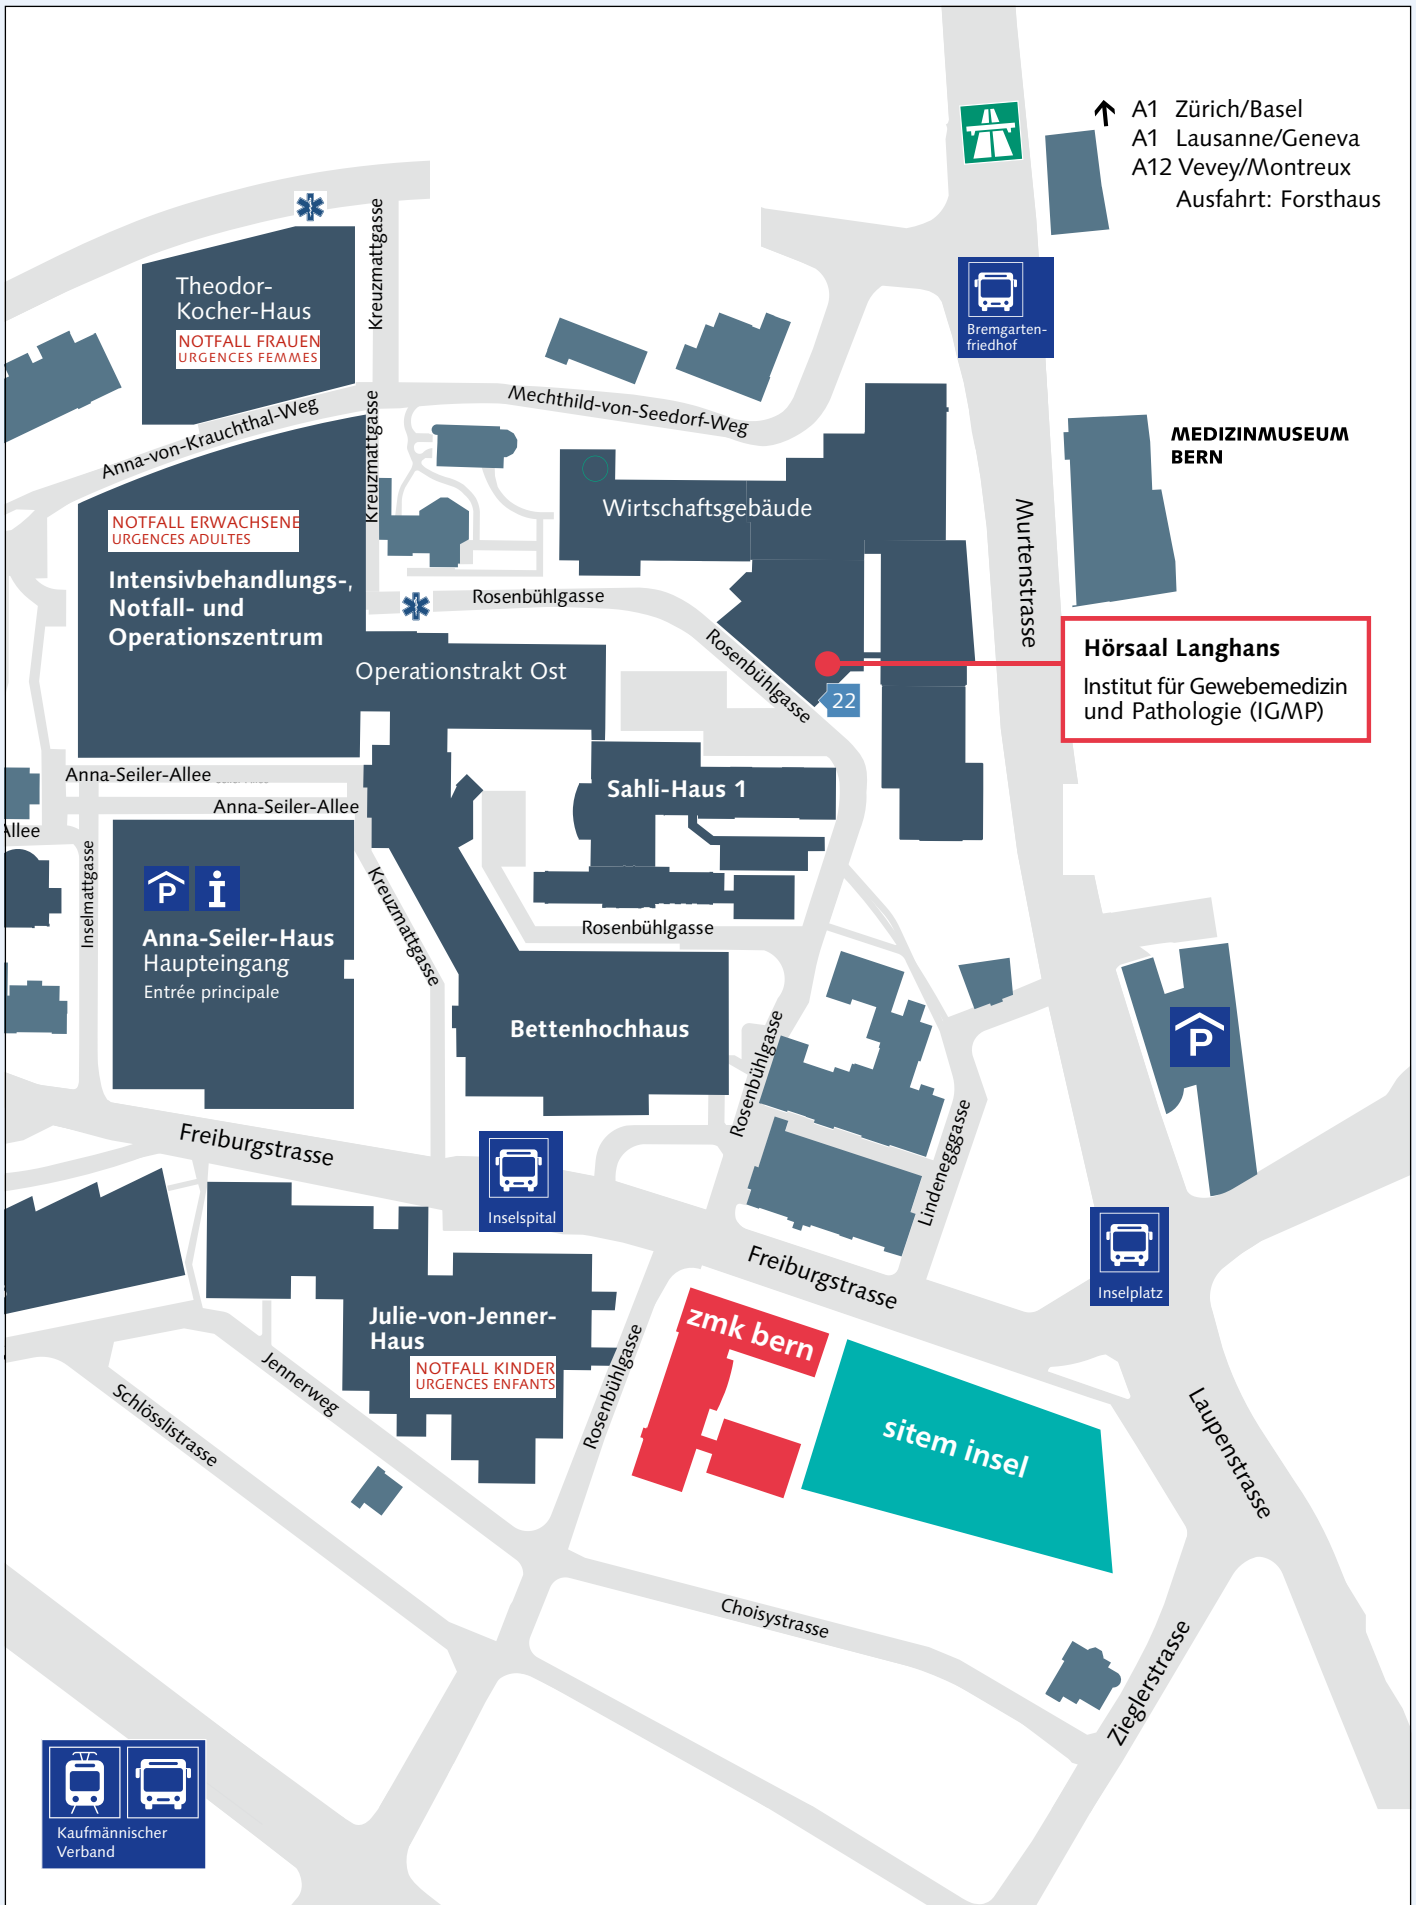 A1 Zürich/Basel
A1 Lausanne/Geneva
A12 Vevey/Montreux
Ausfahrt: Forsthaus
Kreuzmattgasse
Theodor-
Kocher-Haus
NOTFALL FRAUEN
URGENCES FEMMES
Bremgarten-
friedhof
Mechthild-von-Seedorf-Weg
Anna-von-Krauchthal-Weg
Kreuzmattgasse
MEDIZINMUSEUM
BERN
Wirtschaftsgebäude
NOTFALL ERWACHSENE
URGENCES ADULTES
Murtenstrasse
Intensivbehandlungs-,
Notfall- und
Operationszentrum
Rosenbühlgasse
Rosenbühlgasse
Hörsaal Langhans
Institut für Gewebemedizin
und Pathologie (IGMP)
Operationstrakt Ost
22
Anna-Seiler-Allee
Sahli-Haus 1
Anna-Seiler-Allee
Allee
Inselmattgasse
P
i
Kreuzmattgasse
Anna-Seiler-Haus
Haupteingang
Entrée principale
Rosenbühlgasse
Bettenhochhaus
P
Rosenbühlgasse
Lindenegggasse
Freiburgstrasse
Inselspital
Freiburgstrasse
Inselplatz
Julie-von-Jenner-
Haus
NOTFALL KINDER
URGENCES ENFANTS
zmk bern
Rosenbühlgasse
Jennerweg
Schlösslistrasse
sitem insel
Laupenstrasse
Choisystrasse
Zieglerstrasse
Kaufmännischer
Verband